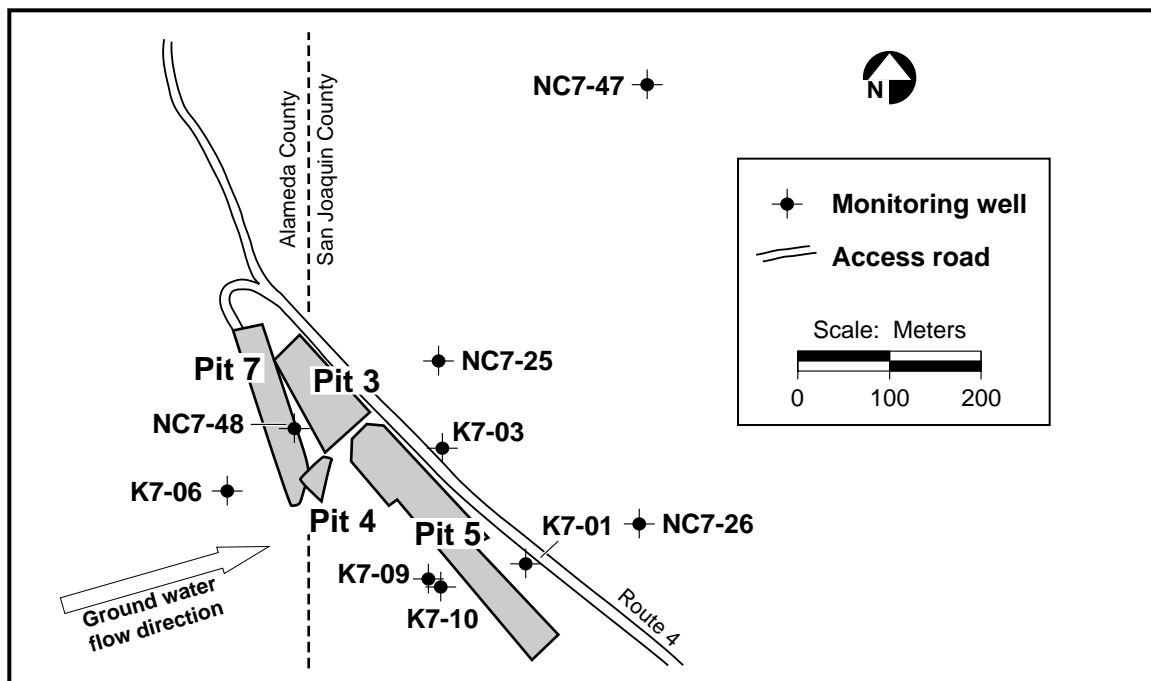 NC7-47
N
Alameda County
San Joaquin County
Monitoring well
Access road
Scale: Meters
0 100 200
Pit 7
Pit 3
NC7-25
NC7-48
K7-03
K7-06
Pit 4
Pit 5
K7-01
NC7-26
K7-09
K7-10
Ground water
flow direction
Route 4